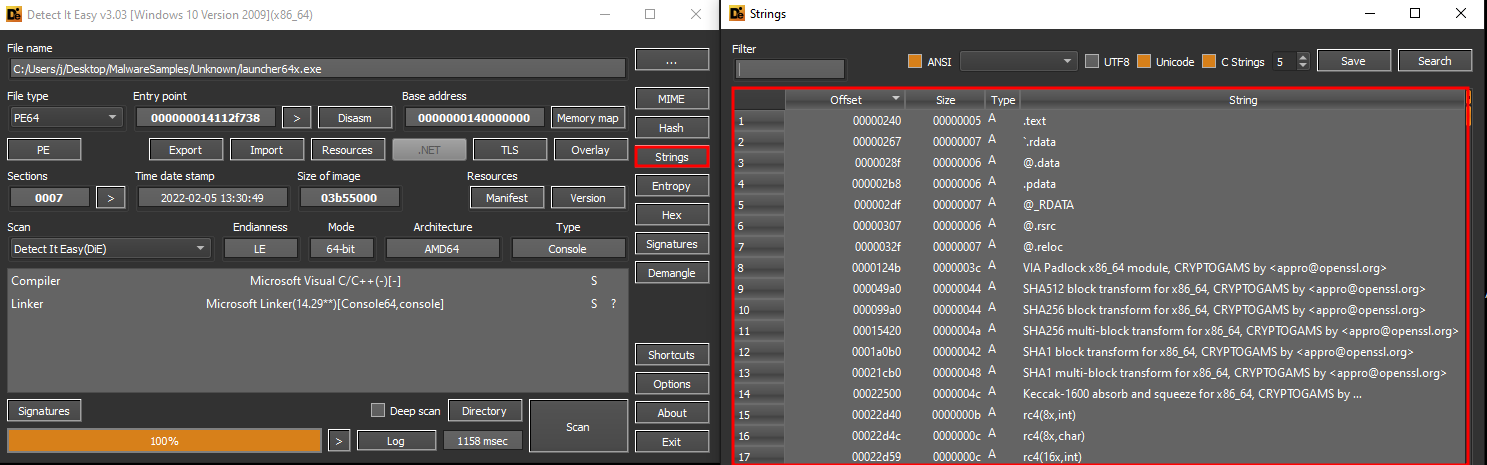 Detect It Easy v3.03 [Windows 10 Version 2009](x86_64)
File name
C:/Users/j/Desktop/MalwareSamples/Unknown/launcher64x.exe
...
File type
Entry point
Base address
MIME
PE64
000000014112f738
>
Disasm
0000000140000000
Memory map
Hash
PE
Export
Import
Resources
.NET
TLS
Overlay
Strings
Sections
Time date stamp
Size of image
Resources
Entropy
0007
>
2022-02-05 13:30:49
03b55000
Manifest
Version
Hex
Scan
Endianness
Mode
Architecture
Type
Detect It Easy(DiE)
LE
64-bit
AMD64
Console
Signatures
Demangle
Compiler
Microsoft Visual C/C++(-)[-]
S
Linker
Microsoft Linker(14.29**)[Console64,console]
S ?
Shortcuts
Options
Signatures
Deep scan
Directory
Scan
About
100%
>
Log
1158 msec
Exit
Strings
Filter
ANSI
UTF8
Unicode
C Strings
5
Save
Search
Offset Size Type String
1 00000240 00000005 A .text
2 00000267 00000007 A `.rdata
3 0000028f 00000006 A @.data
4 000002b8 00000006 A .pdata
5 000002df 00000007 A @_RDATA
6 00000307 00000006 A @.rsrc
7 0000032f 00000007 A @.reloc
8 0000124b 0000003c A VIA Padlock x86_64 module, CRYPTOGAMS by <appro@openssl.org>
9 000049a0 00000044 A SHA512 block transform for x86_64, CRYPTOGAMS by <appro@openssl.org>
10 000099a0 00000044 A SHA256 block transform for x86_64, CRYPTOGAMS by <appro@openssl.org>
11 00015420 0000004a A SHA256 multi-block transform for x86_64, CRYPTOGAMS by <appro@openssl.org>
12 0001a0b0 00000042 A SHA1 block transform for x86_64, CRYPTOGAMS by <appro@openssl.org>
13 00021cb0 00000048 A SHA1 multi-block transform for x86_64, CRYPTOGAMS by <appro@openssl.org>
14 00022500 0000004c A Keccak-1600 absorb and squeeze for x86_64, CRYPTOGAMS by ...
15 00022d40 0000000b A rc4(8x,int)
16 00022d4c 0000000c A rc4(8x,char)
17 00022d59 0000000c A rc4(16x,int)